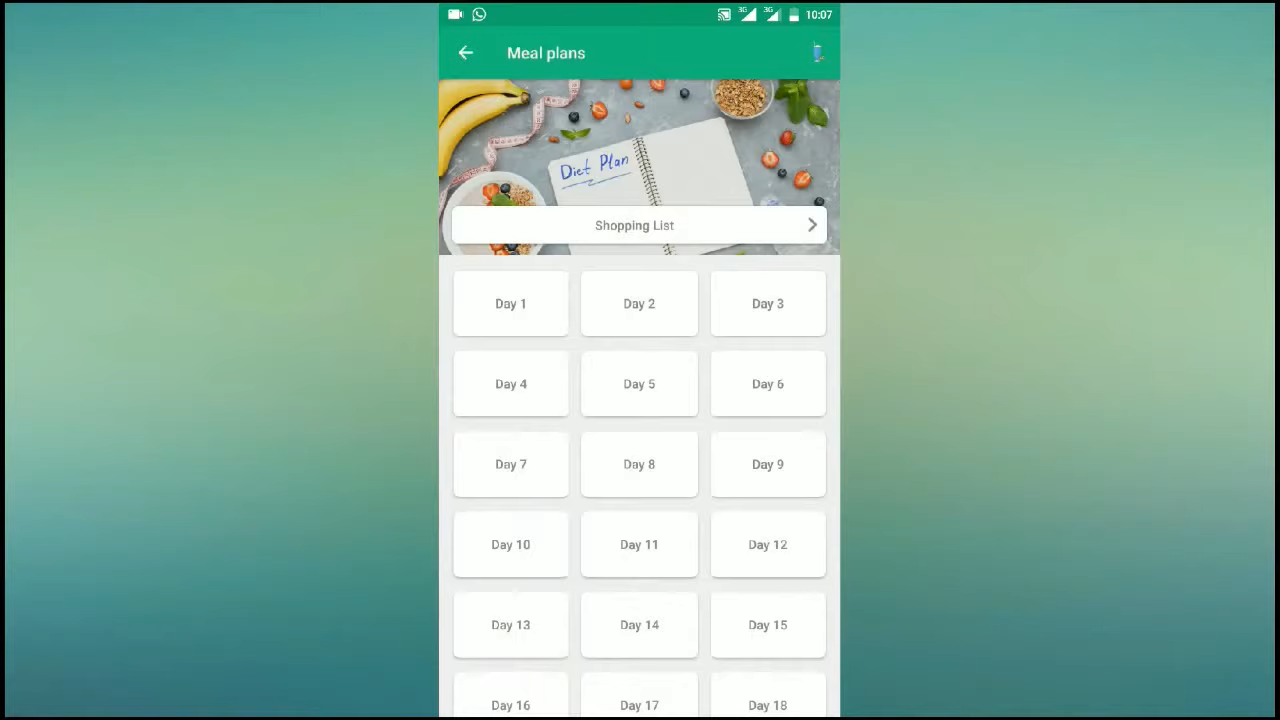 3G 3G 10:07
Meal plans
Diet Plan
Shopping List
Day 1 Day 2 Day 3
Day 4 Day 5 Day 6
Day 7 Day 8 Day 9
Day 10 Day 11 Day 12
Day 13 Day 14 Day 15
Day 16 Day 17 Day 18